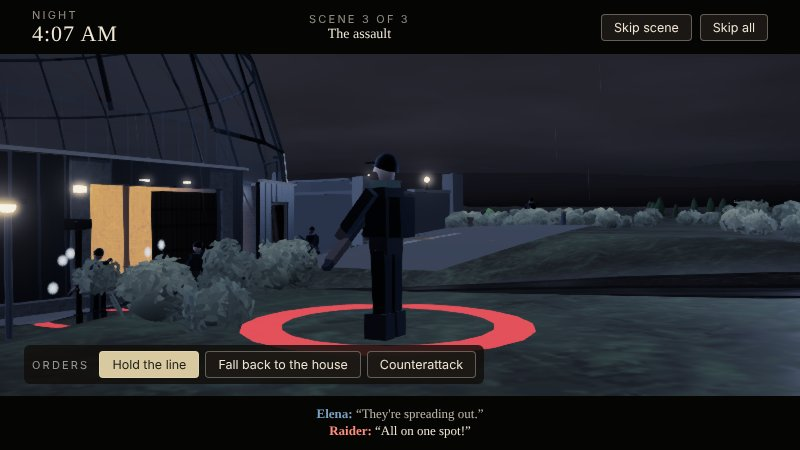 NIGHT
4:07 AM
SCENE 3 OF 3
The assault
Skip scene
Skip all
ORDERS
Hold the line
Fall back to the house
Counterattack
Elena: “They're spreading out.”
Raider: “All on one spot!”